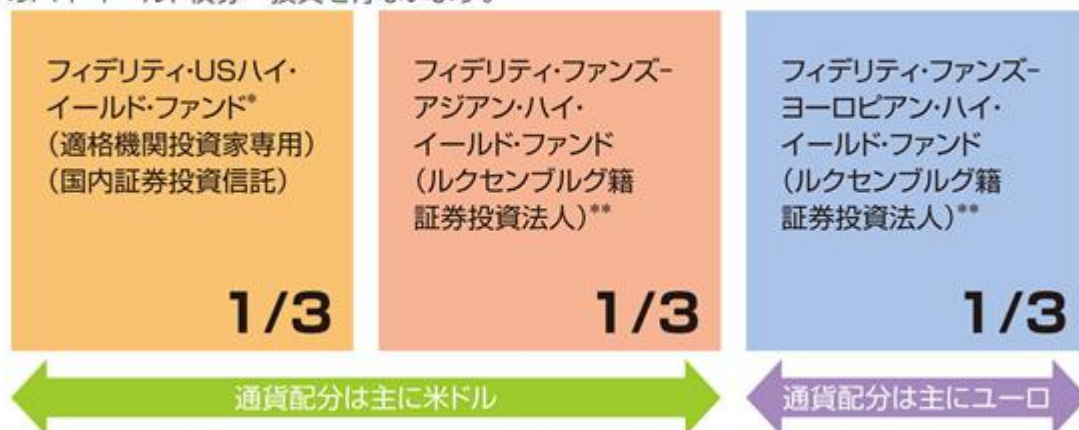 フィデリティ・USハイ・
イールド・ファンド*
(適格機関投資家専用)
(国内証券投資信託)
1/3
フィデリティ・ファンズ-
アジアン・ハイ・
イールド・ファンド
(ルクセンブルグ籍
証券投資法人)**
1/3
フィデリティ・ファンズ-
ヨーロピアン・ハイ・
イールド・ファンド
(ルクセンブルグ籍
証券投資法人)**
1/3
通貨配分は主に米ドル
通貨配分は主にユーロ